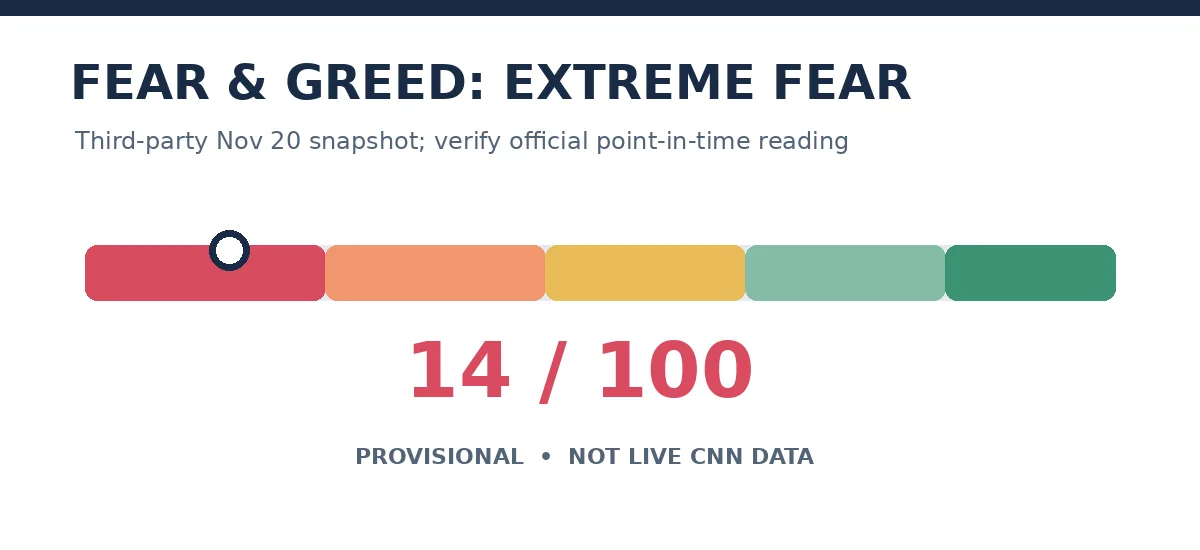 FEAR & GREED: EXTREME FEAR
Third-party Nov 20 snapshot; verify official point-in-time reading
14 / 100
PROVISIONAL • NOT LIVE CNN DATA